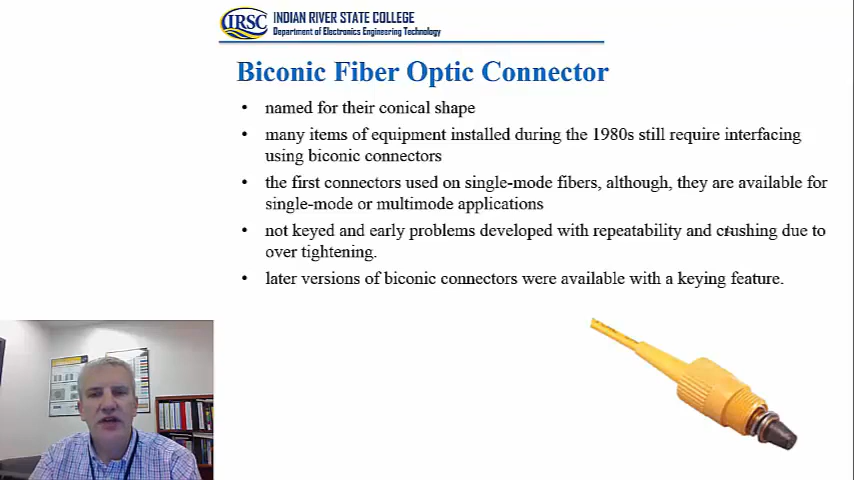 IRSC
INDIAN RIVER STATE COLLEGE
Department of Electronics Engineering Technology
Biconic Fiber Optic Connector
• named for their conical shape
• many items of equipment installed during the 1980s still require interfacing
using biconic connectors
• the first connectors used on single-mode fibers, although, they are available for
single-mode or multimode applications
• not keyed and early problems developed with repeatability and crushing due to
over tightening.
• later versions of biconic connectors were available with a keying feature.